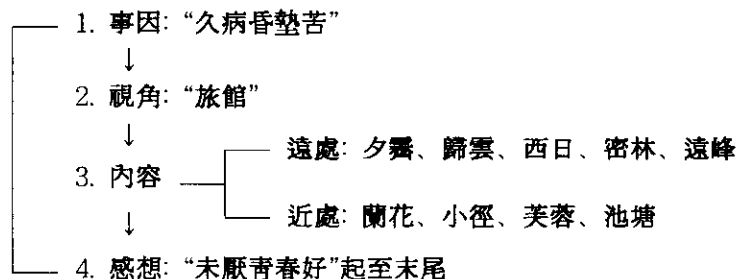 1. 事因: “久病昏墊苦”
2. 視角: “旅館”
遠處: 夕霽、歸雲、西日、密林、遠峰
3. 內容
近處: 蘭花、小徑、芙蓉、池塘
4. 感想: “未厭青春好”起至末尾